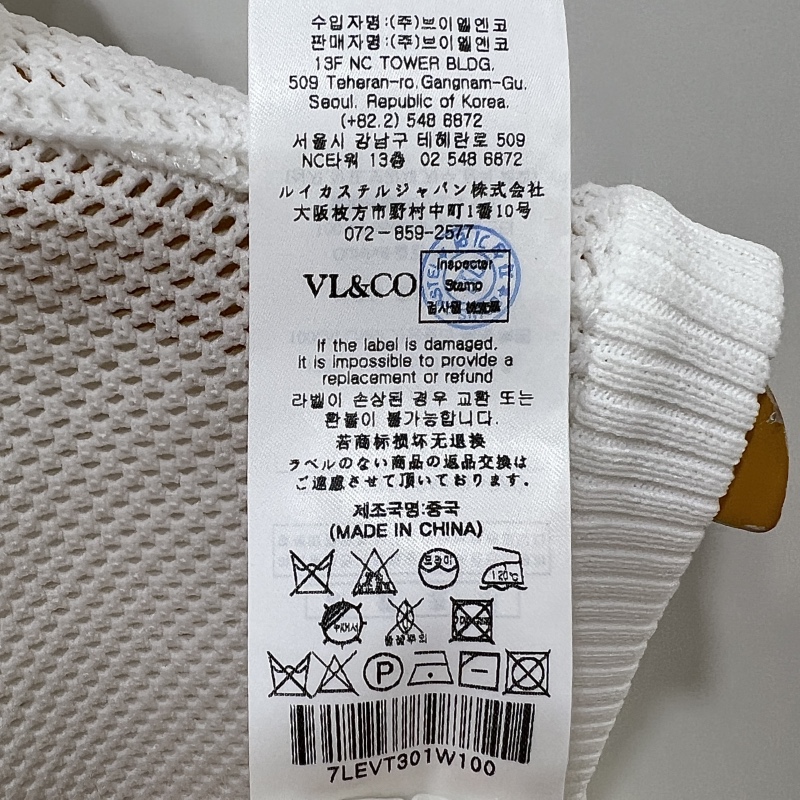 수입자명:(주)브이엘엔코
판매자명:(주)브이엘엔코
13F NC TOWER BLDG.
509 Teheran-ro.Gangnam-Gu.
Seoul. Republic of Korea.
(+82.2) 548 6872
서울시 강남구 테헤란로 509
NC타워 13층 02 548 6872
ルイカステルジャパン株式会社
大阪枚方市野村中町1番10号
072-859-2577
VL&CO
Inspecter
Stamp
검사필
If the label is damaged.
it is impossible to provide a
replacement or refund
라벨이 손상된 경우 교환 또는
환불이 불가능합니다.
若商标损坏无退换
ラベルのない商品の返品交換は
ご遠慮させて頂いております.
제조국명:중국
(MADE IN CHINA)
드라이
120℃
P
7LEVT301W100